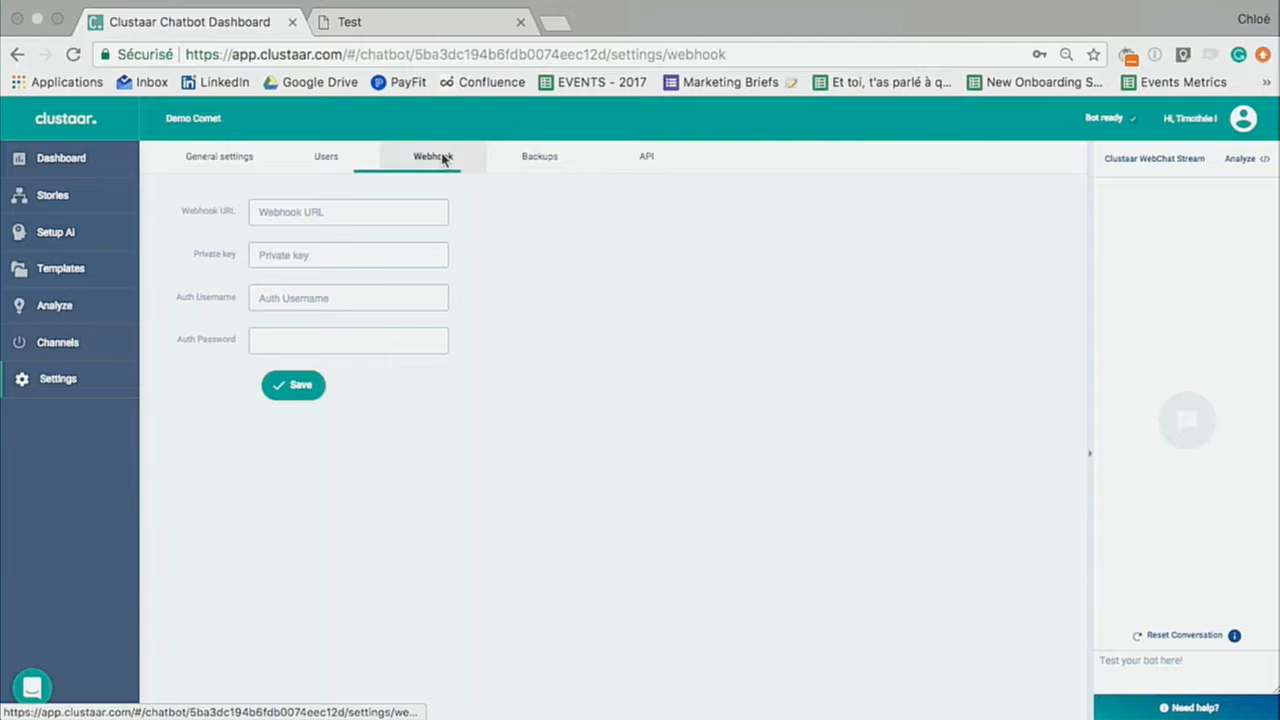 Clustaar Chatbot Dashboard
Test
Chloé
Sécurisé https://app.clustaar.com/#/chatbot/5ba3dc194b6fdb0074eec12d/settings/webhook
Applications Inbox LinkedIn Google Drive PayFit Confluence EVENTS - 2017 Marketing Briefs Et toi, t'as parlé à q... New Onboarding S... Events Metrics »
clustaar.
Demo Comet
Bot ready
Hi, Timothée !
Dashboard
Stories
Setup AI
Templates
Analyze
Channels
Settings
General settings
Users
Webhook
Backups
API
Webhook URL Webhook URL
Private key Private key
Auth Username Auth Username
Auth Password
Save
Clustaar WebChat Stream
Analyze </>
Reset Conversation i
Test your bot here!
Need help?
https://app.clustaar.com/#/chatbot/5ba3dc194b6fdb0074eec12d/settings/we...